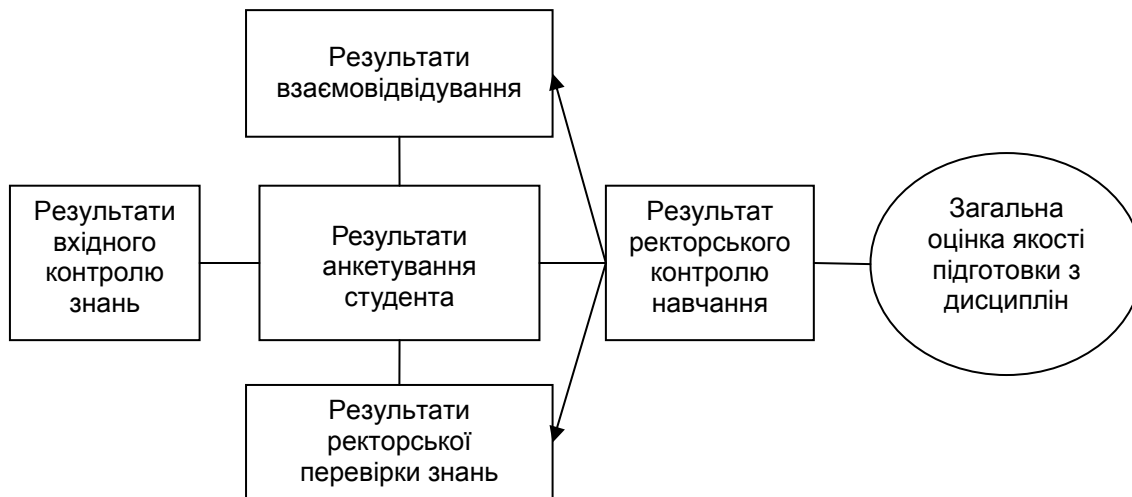 Результати
взаємовідвідування
Результати
вхідного
контролю
знань
Результати
анкетування
студента
Результат
ректорського
контролю
навчання
Загальна
оцінка якості
підготовки з
дисциплін
Результати
ректорської
перевірки знань